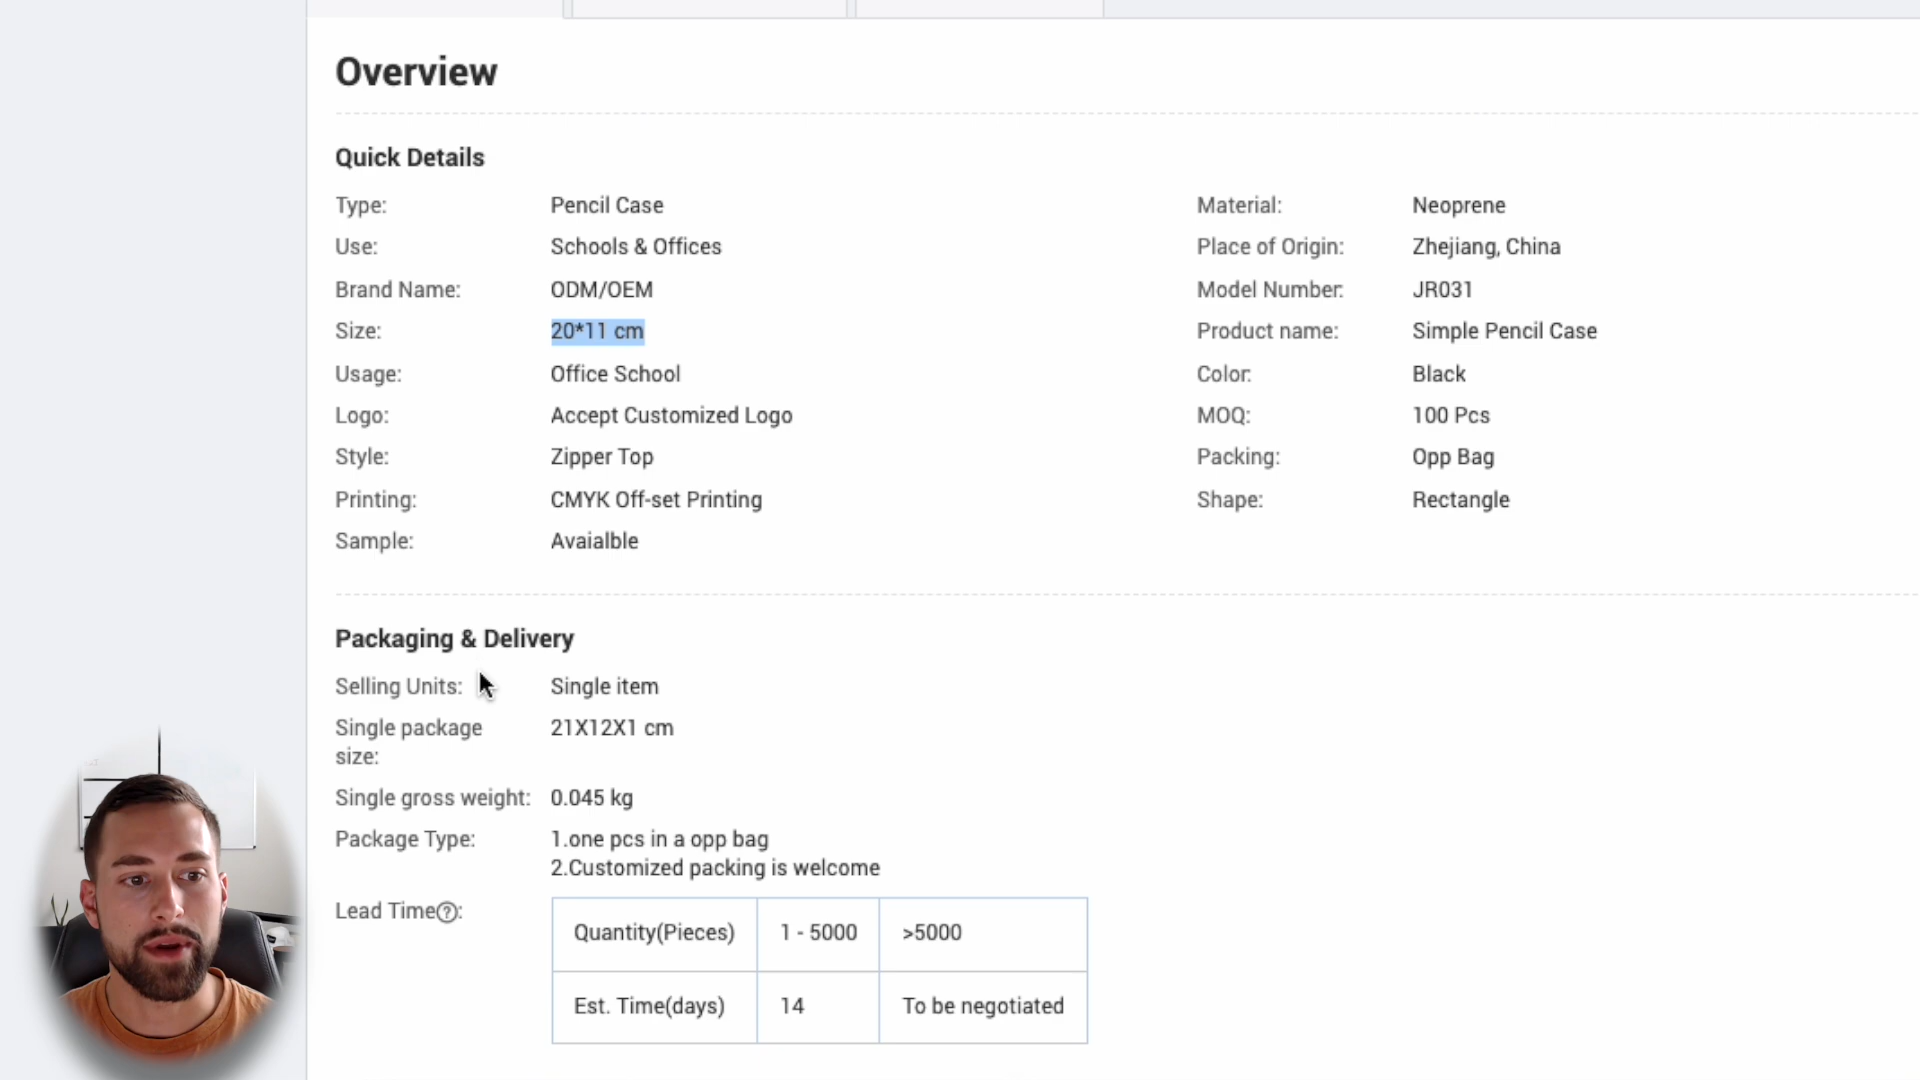 Overview
Quick Details
Type: Pencil Case
Material: Neoprene
Use: Schools & Offices
Place of Origin: Zhejiang, China
Brand Name: ODM/OEM
Model Number: JR031
Size: 20*11 cm
Product name: Simple Pencil Case
Usage: Office School
Color: Black
Logo: Accept Customized Logo
MOQ: 100 Pcs
Style: Zipper Top
Packing: Opp Bag
Printing: CMYK Off-set Printing
Shape: Rectangle
Sample: Avaialble
Packaging & Delivery
Selling Units: Single item
Single package size: 21X12X1 cm
Single gross weight: 0.045 kg
Package Type: 1.one pcs in a opp bag
2.Customized packing is welcome
Lead Time?:
Quantity(Pieces) 1 - 5000 >5000
Est. Time(days) 14 To be negotiated